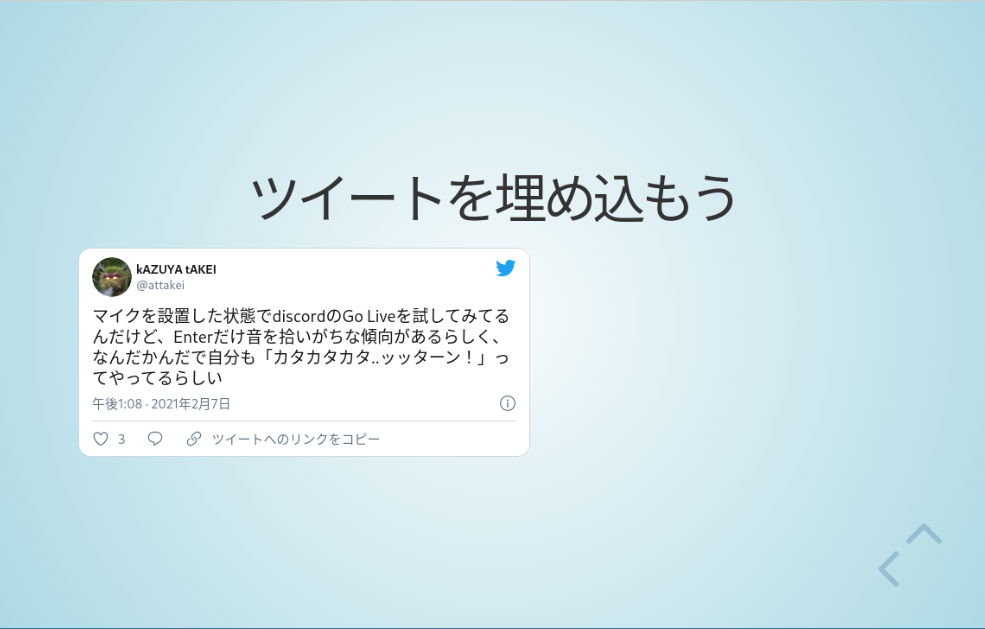 ツイートを埋め込もう
kAZUYA tAKEI
@attakei
マイクを設置した状態でdiscordのGo Liveを試してみてる
んだけど、Enterだけ音を拾いがちな傾向があるらしく、
なんだかんだで自分も「カタカタカタ..ッッターン！」っ
てやってるらしい
午後1:08 · 2021年2月7日
3 ツイートへのリンクをコピー